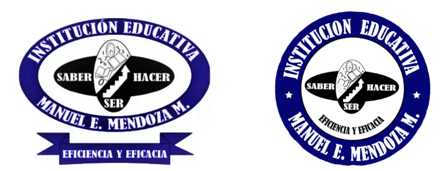 INSTITUCIÓN EDUCATIVA
SABER HACER
SER
MANUEL E. MENDOZA M.
EFICIENCIA Y EFICACIA
INSTITUCION EDUCATIVA
SABER HACER
SER
EFICIENCIA Y EFICACIA
MANUEL E. MENDOZA M.